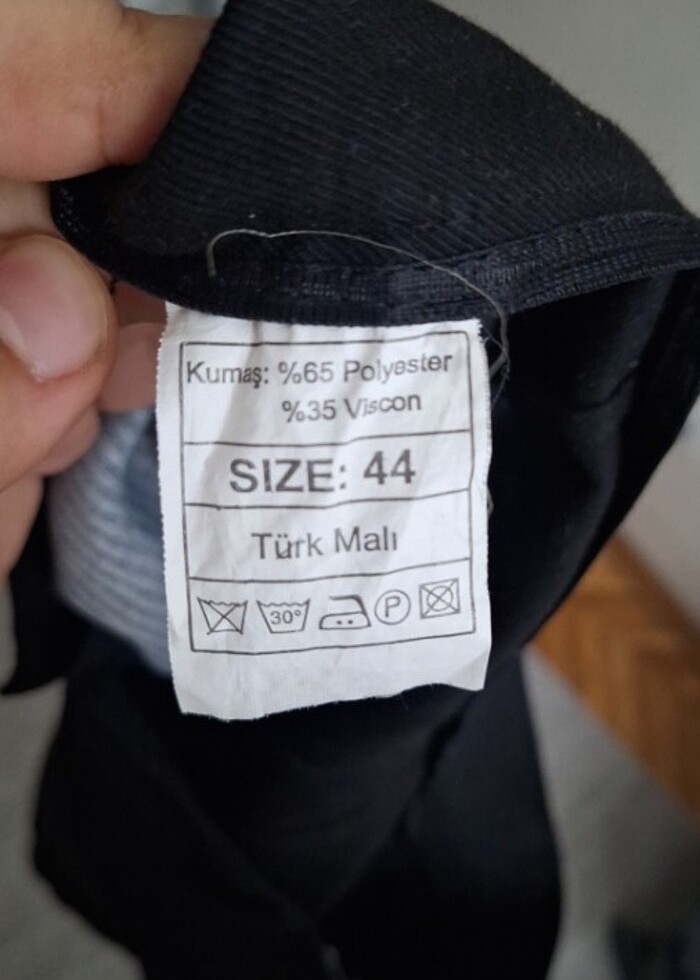 Kumaş: %65 Polyester
%35 Viscon
SIZE: 44
Türk Malı
30° P